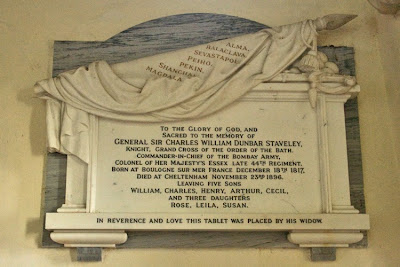 ALMA,
BALACLAVA,
SEVASTAPOL
PEIHO,
PEKIN,
SHANGHAI
MAGDALA
TO THE GLORY OF GOD, AND
SACRED TO THE MEMORY OF
GENERAL SIR CHARLES WILLIAM DUNBAR STAVELEY,
KNIGHT, GRAND CROSS OF THE ORDER OF THE BATH,
COMMANDER-IN-CHIEF OF THE BOMBAY ARMY,
COLONEL OF HER MAJESTY'S ESSEX LATE 44TH REGIMENT.
BORN AT BOULOGNE SUR MER FRANCE DECEMBER 18TH 1817,
DIED AT CHELTENHAM NOVEMBER 23RD 1896,
LEAVING FIVE SONS
WILLIAM, CHARLES, HENRY, ARTHUR, CECIL,
AND THREE DAUGHTERS
ROSE, LEILA, SUSAN.
IN REVERENCE AND LOVE THIS TABLET WAS PLACED BY HIS WIDOW.